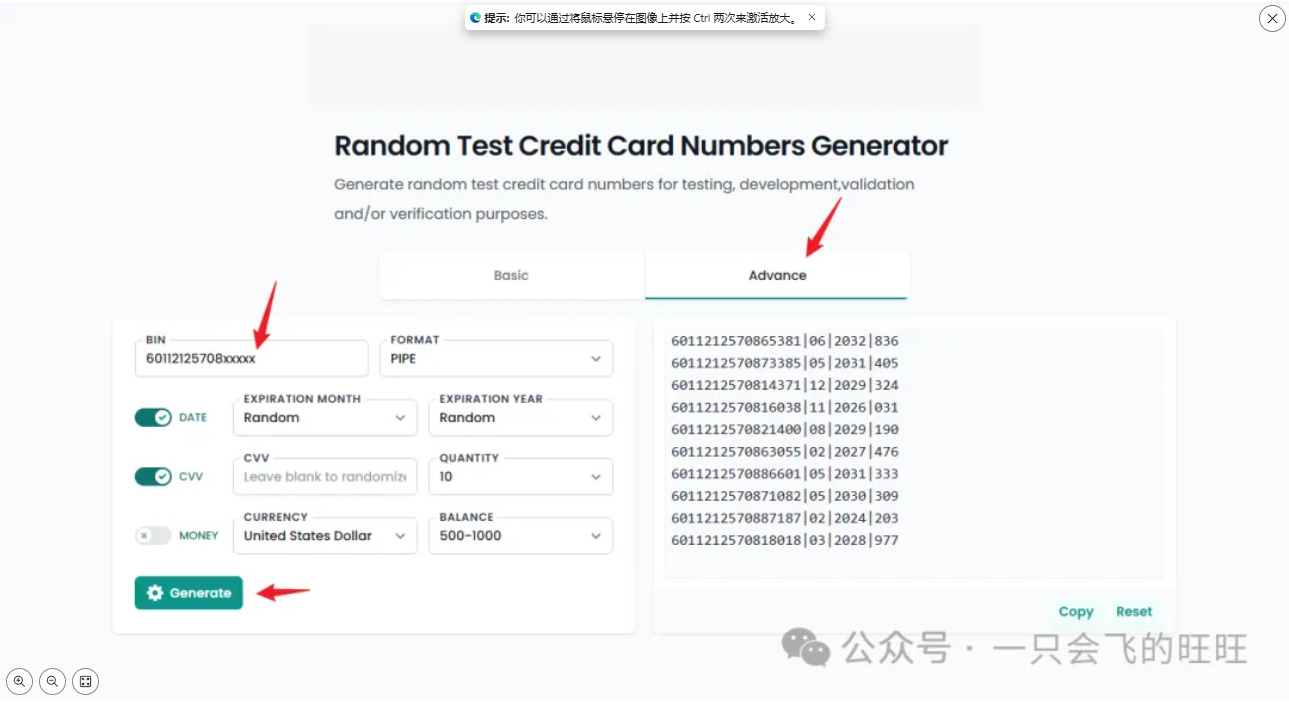 提示: 你可以通过将鼠标悬停在图像上并按 Ctrl 两次来激活放大。
Random Test Credit Card Numbers Generator
Generate random test credit card numbers for testing, development,validation
and/or verification purposes.
Basic
Advance
BIN
60112125708xxxxx
FORMAT
PIPE
DATE
EXPIRATION MONTH
Random
EXPIRATION YEAR
Random
CVV
CVV
Leave blank to randomize
QUANTITY
10
MONEY
CURRENCY
United States Dollar
BALANCE
500-1000
Generate
6011212570865381|06|2032|836
6011212570873385|05|2031|405
6011212570814371|12|2029|324
6011212570816038|11|2026|031
6011212570821400|08|2029|190
6011212570863055|02|2027|476
6011212570886601|05|2031|333
6011212570871082|05|2030|309
6011212570887187|02|2024|203
6011212570818018|03|2028|977
Copy
Reset
公众号 · 一只会飞的旺旺